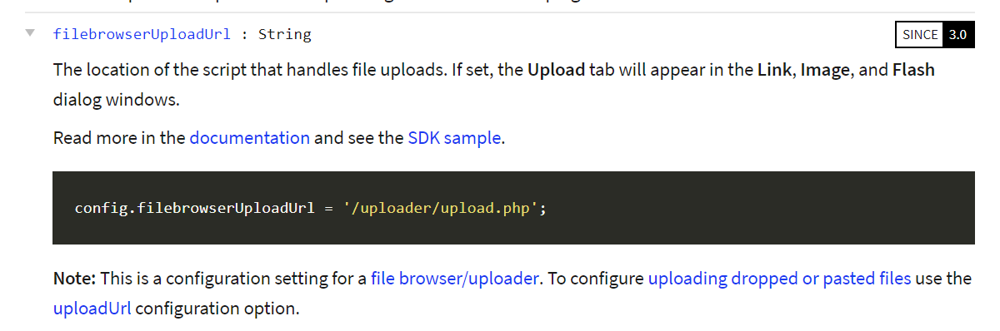 filebrowserUploadUrl : String SINCE 3.0
The location of the script that handles file uploads. If set, the Upload tab will appear in the Link, Image, and Flash
dialog windows.
Read more in the documentation and see the SDK sample.
config.filebrowserUploadUrl = '/uploader/upload.php';
Note: This is a configuration setting for a file browser/uploader. To configure uploading dropped or pasted files use the
uploadUrl configuration option.